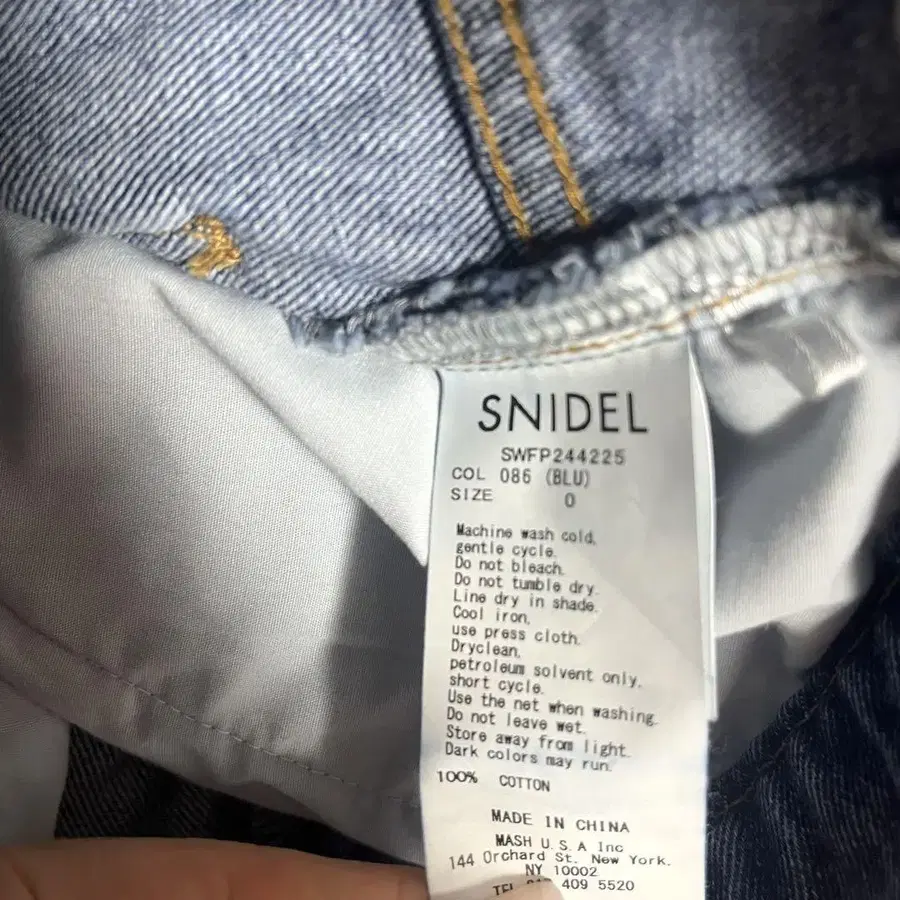 SNIDEL
SWFP244225
COL 086 (BLU)
SIZE 0
Machine wash cold,
gentle cycle.
Do not bleach.
Do not tumble dry.
Line dry in shade.
Cool iron,
use press cloth.
Dryclean,
petroleum solvent only,
short cycle.
Use the net when washing.
Do not leave wet.
Store away from light.
Dark colors may run.
100% COTTON
MADE IN CHINA
MASH U.S.A Inc
144 Orchard St. New York,
NY 10002
TEL 409 5520